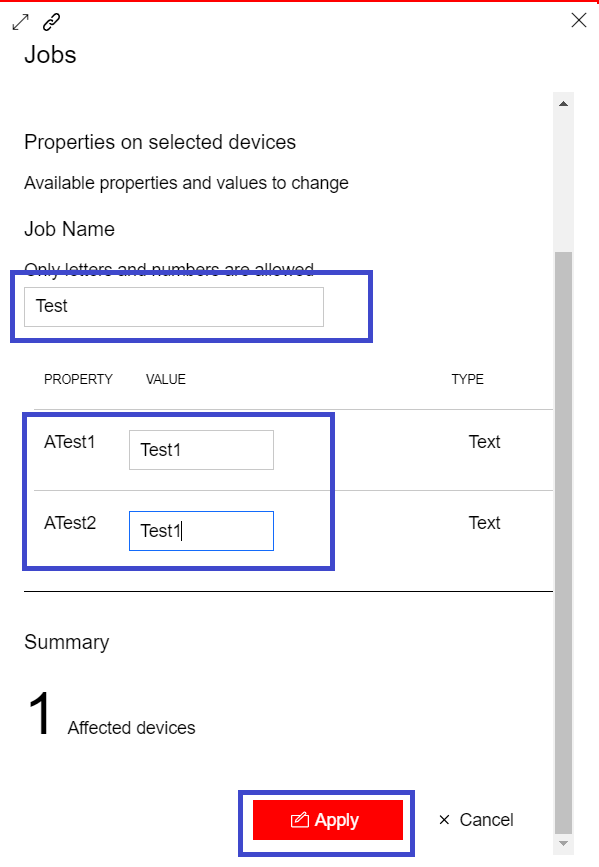 Jobs
Properties on selected devices
Available properties and values to change
Job Name
Only letters and numbers are allowed
Test
PROPERTY VALUE TYPE
ATest1 Test1 Text
ATest2 Test1 Text
Summary
1 Affected devices
Apply Cancel